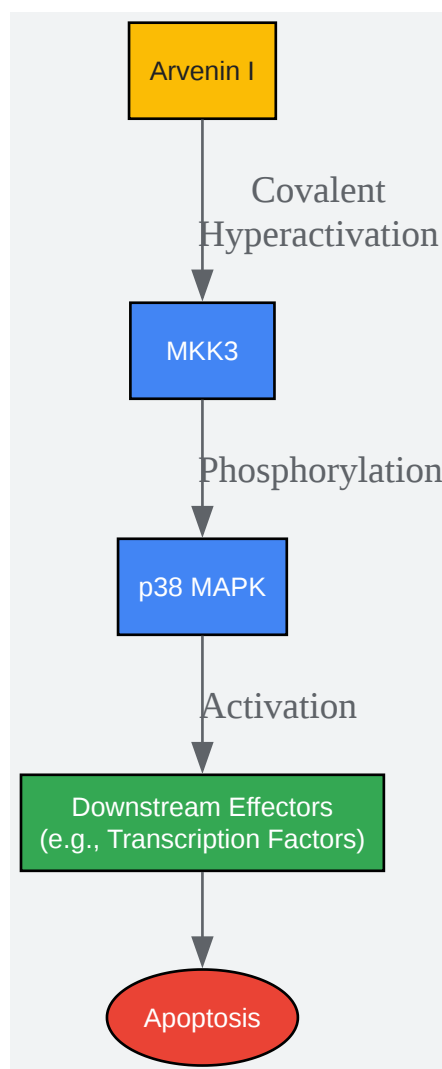 Arvenin I
Covalent
Hyperactivation
MKK3
Phosphorylation
p38 MAPK
Activation
Downstream Effectors
(e.g., Transcription Factors)
Apoptosis